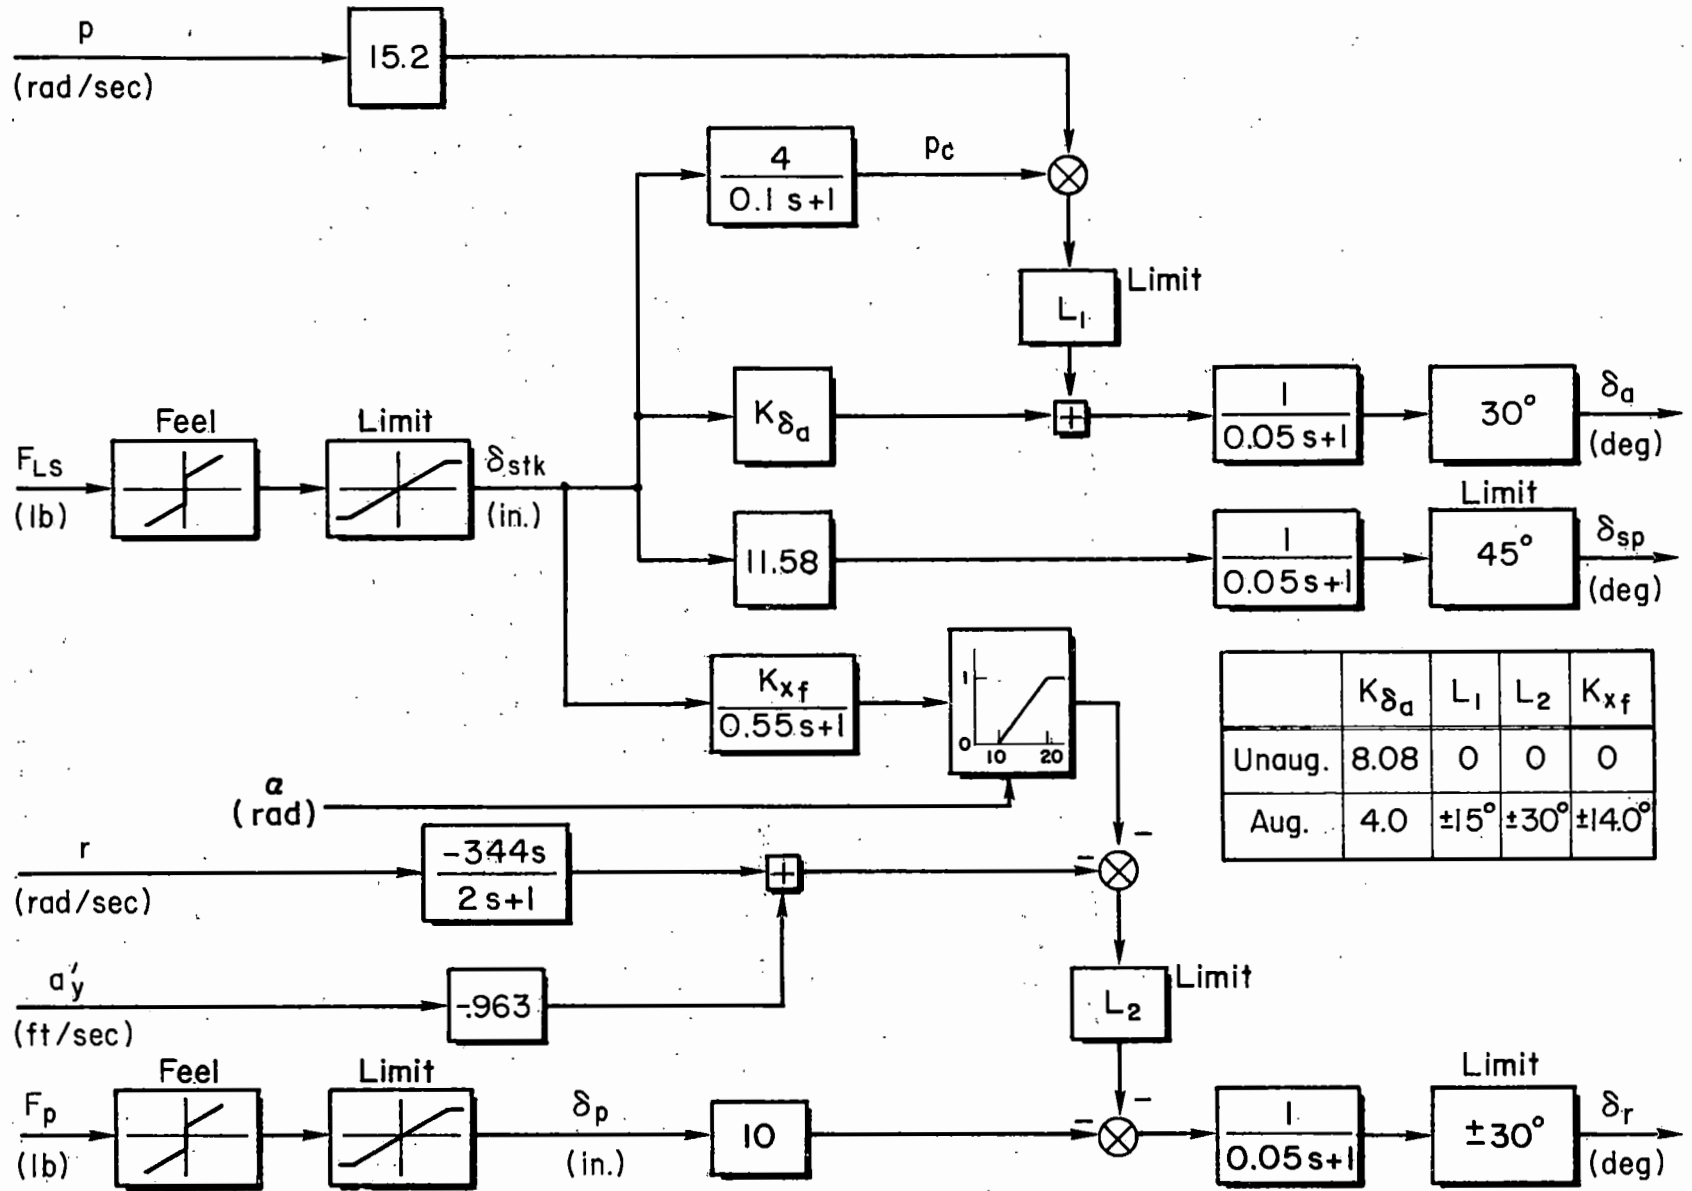 p
(rad/sec)
15.2
4
0.1 s+1
pc
Limit
L1
Feel
Limit
FLS
(lb)
δstk
(in.)
Kδa
+
1
0.05 s+1
30°
δa
(deg)
11.58
1
0.05 s+1
Limit
45°
δsp
(deg)
Kxf
0.55 s+1
1
0
10 20
α
(rad)
Kδa L1 L2 Kxf
Unaug. 8.08 0 0 0
Aug. 4.0 ±15° ±30° ±14.0°
r
(rad/sec)
-344s
2 s+1
+
-
-
a'y
(ft/sec)
-.963
Limit
L2
Feel
Limit
Fp
(lb)
δp
(in.)
10
-
-
1
0.05 s+1
Limit
±30°
δr
(deg)